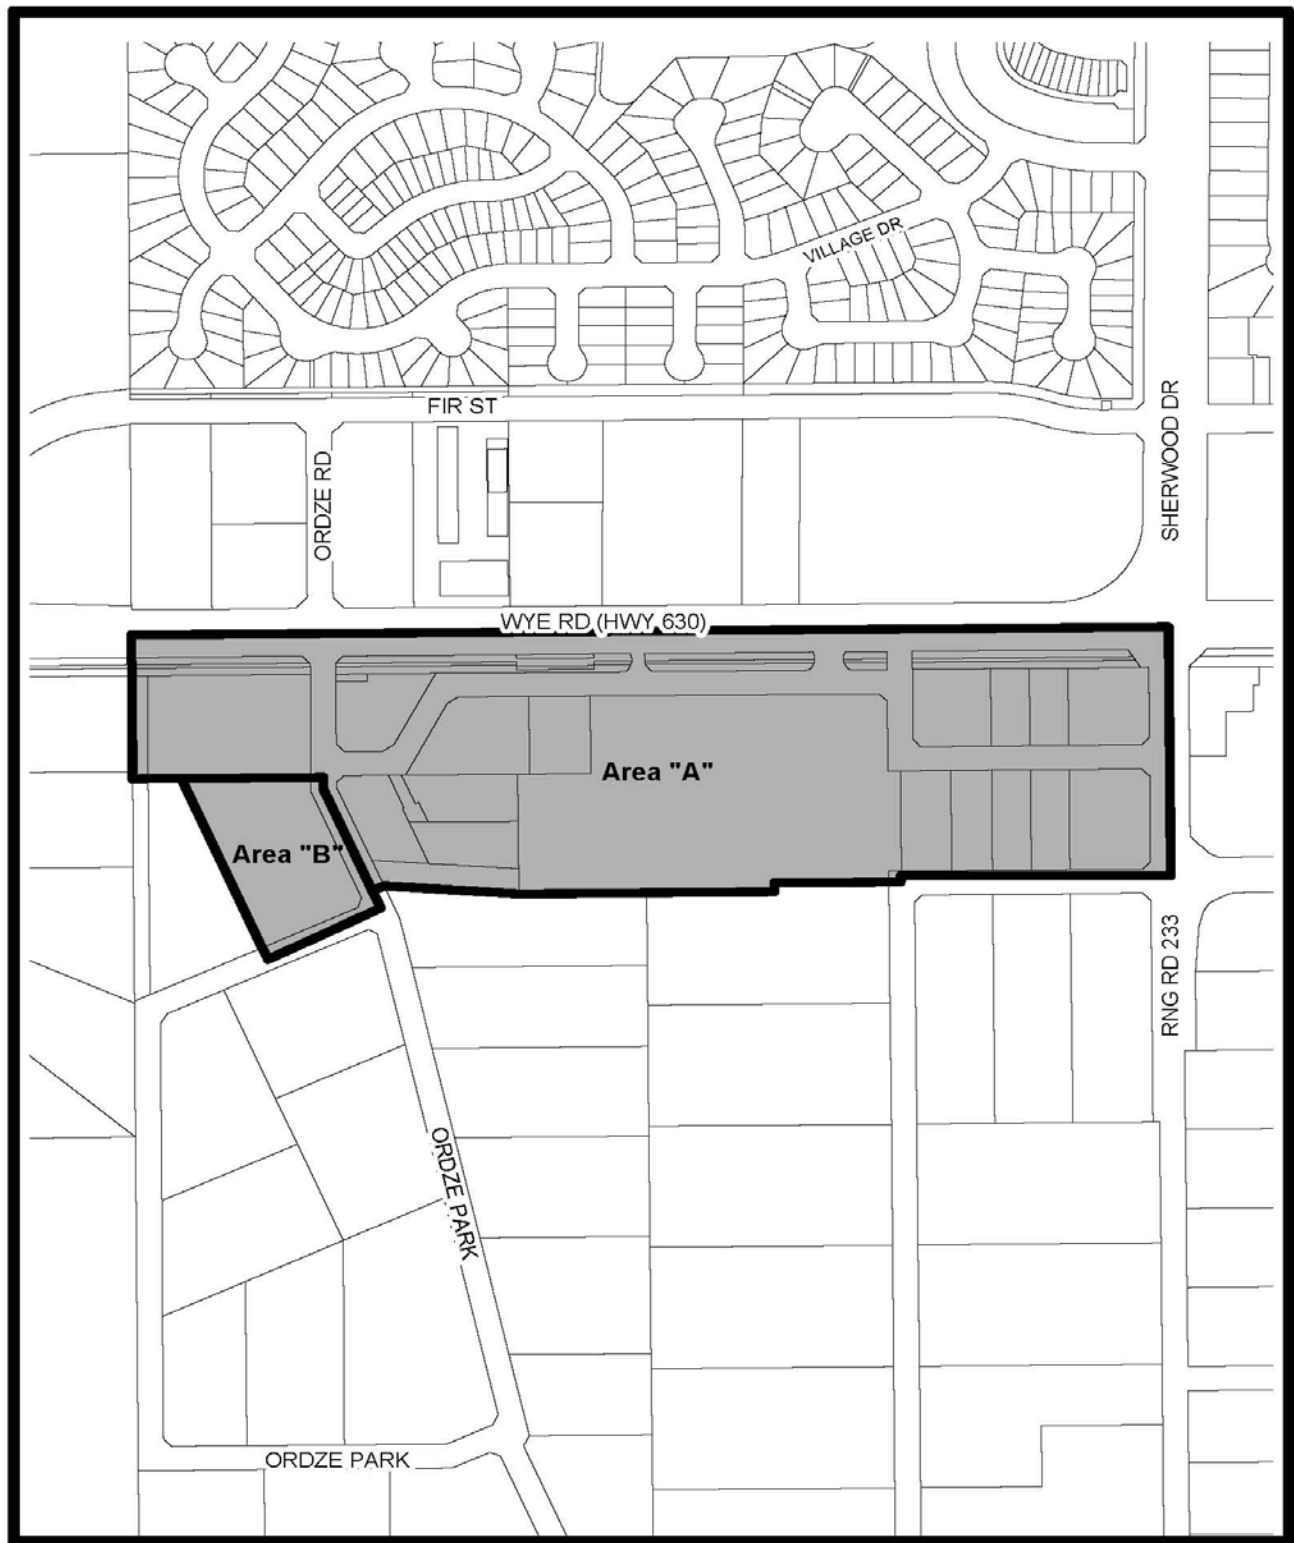 VILLAGE DR
FIR ST
SHERWOOD DR
ORDZE RD
WYE RD (HWY 630)
Area "A"
Area "B"
RNG RD 233
ORDZE PARK
ORDZE PARK